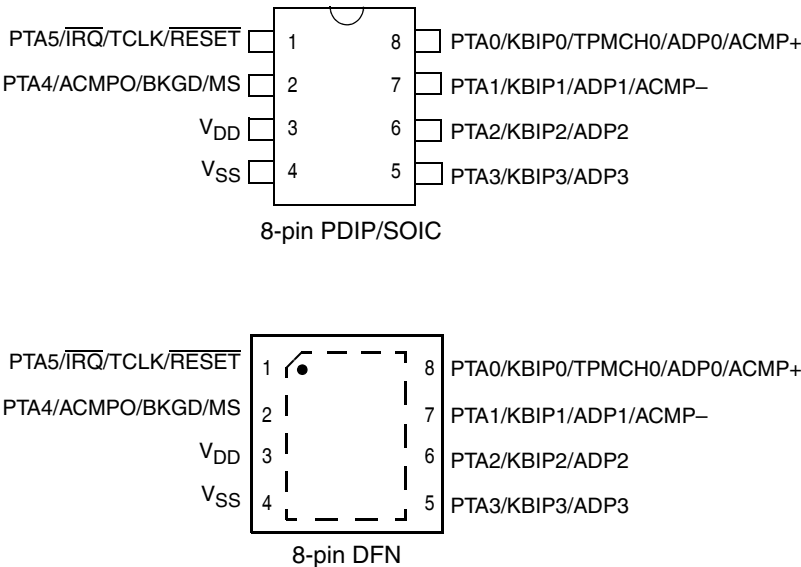 PTA5/IRQ/TCLK/RESET 1 8 PTA0/KBIP0/TPMCH0/ADP0/ACMP+
PTA4/ACMPO/BKGD/MS 2 7 PTA1/KBIP1/ADP1/ACMP–
VDD 3 6 PTA2/KBIP2/ADP2
VSS 4 5 PTA3/KBIP3/ADP3
8-pin PDIP/SOIC
PTA5/IRQ/TCLK/RESET 1 8 PTA0/KBIP0/TPMCH0/ADP0/ACMP+
PTA4/ACMPO/BKGD/MS 2 7 PTA1/KBIP1/ADP1/ACMP–
VDD 3 6 PTA2/KBIP2/ADP2
VSS 4 5 PTA3/KBIP3/ADP3
8-pin DFN